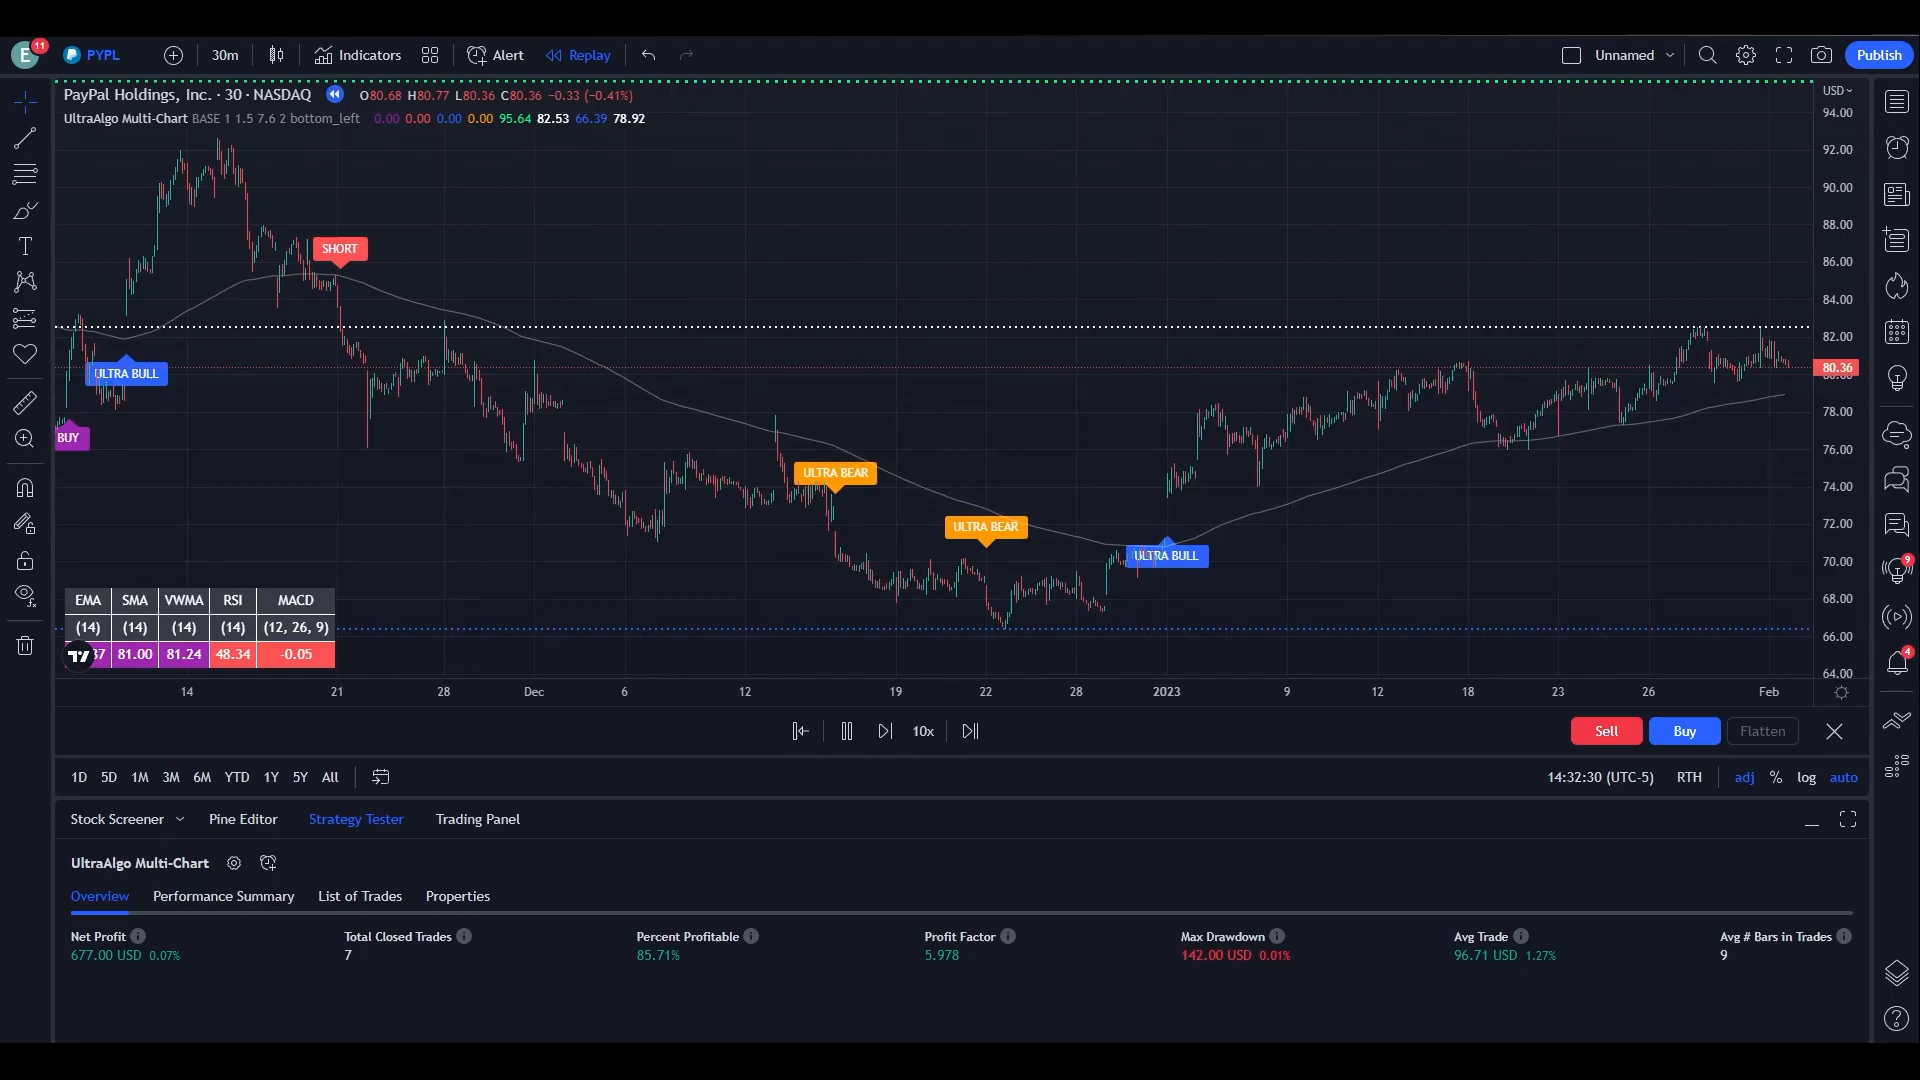 E 11 PYPL 30m Indicators Alert Replay Unnamed Publish
PayPal Holdings, Inc. · 30 · NASDAQ O80.68 H80.77 L80.36 C80.36 −0.33 (−0.41%)
UltraAlgo Multi-Chart BASE 1 1.5 7.6 2 bottom_left 0.00 0.00 0.00 0.00 95.64 82.53 66.39 78.92
USD
94.00
92.00
90.00
88.00
86.00
84.00
82.00
80.36
80.00
78.00
76.00
74.00
72.00
70.00
68.00
66.00
64.00
SHORT
ULTRA BULL
BUY
ULTRA BEAR
ULTRA BEAR
ULTRA BULL
EMA SMA VWMA RSI MACD
(14) (14) (14) (14) (12, 26, 9)
37 81.00 81.24 48.34 -0.05
14 21 28 Dec 6 12 19 22 28 2023 9 12 18 23 26 Feb
9
4
10x Sell Buy Flatten
1D 5D 1M 3M 6M YTD 1Y 5Y All 14:32:30 (UTC-5) RTH adj % log auto
Stock Screener Pine Editor Strategy Tester Trading Panel
UltraAlgo Multi-Chart
Overview Performance Summary List of Trades Properties
Net Profit Total Closed Trades Percent Profitable Profit Factor Max Drawdown Avg Trade Avg # Bars in Trades
677.00 USD 0.07% 7 85.71% 5.978 142.00 USD 0.01% 96.71 USD 1.27% 9